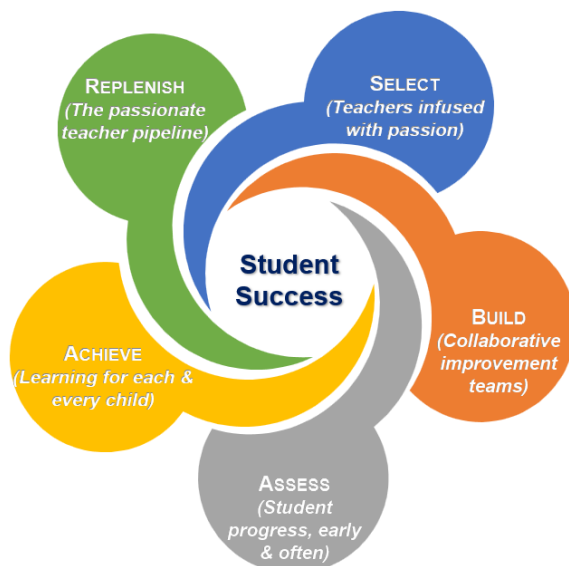 REPLENISH
(The passionate
teacher pipeline)
SELECT
(Teachers infused
with passion)
Student
Success
BUILD
(Collaborative
improvement
teams)
ACHIEVE
(Learning for each &
every child)
ASSESS
(Student
progress, early
& often)